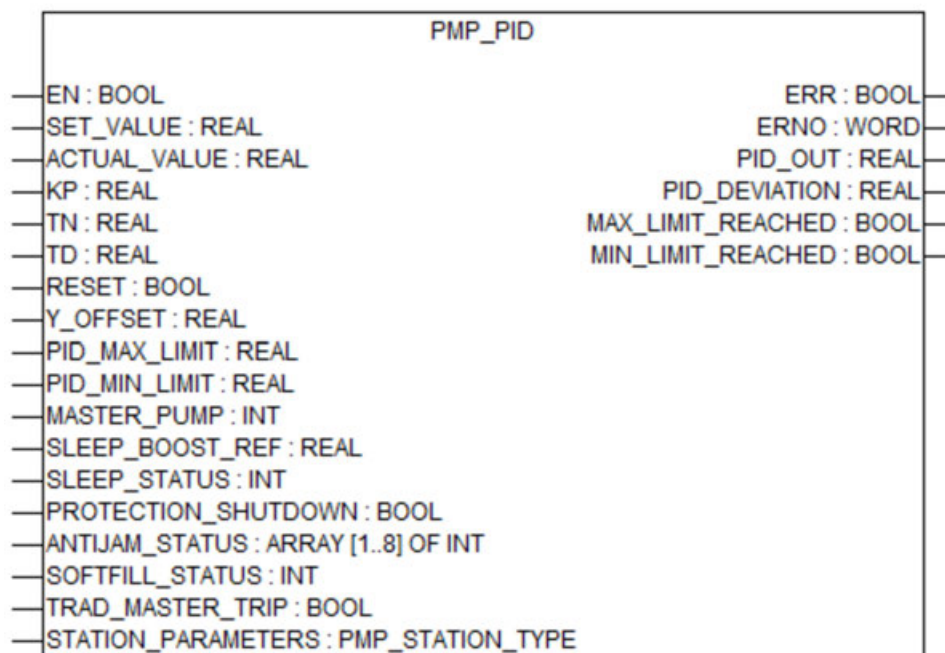 PMP_PID
EN : BOOL
ERR : BOOL
SET_VALUE : REAL
ERNO : WORD
ACTUAL_VALUE : REAL
PID_OUT : REAL
KP : REAL
PID_DEVIATION : REAL
TN : REAL
MAX_LIMIT_REACHED : BOOL
TD : REAL
MIN_LIMIT_REACHED : BOOL
RESET : BOOL
Y_OFFSET : REAL
PID_MAX_LIMIT : REAL
PID_MIN_LIMIT : REAL
MASTER_PUMP : INT
SLEEP_BOOST_REF : REAL
SLEEP_STATUS : INT
PROTECTION_SHUTDOWN : BOOL
ANTIJAM_STATUS : ARRAY [1..8] OF INT
SOFTFILL_STATUS : INT
TRAD_MASTER_TRIP : BOOL
STATION_PARAMETERS : PMP_STATION_TYPE